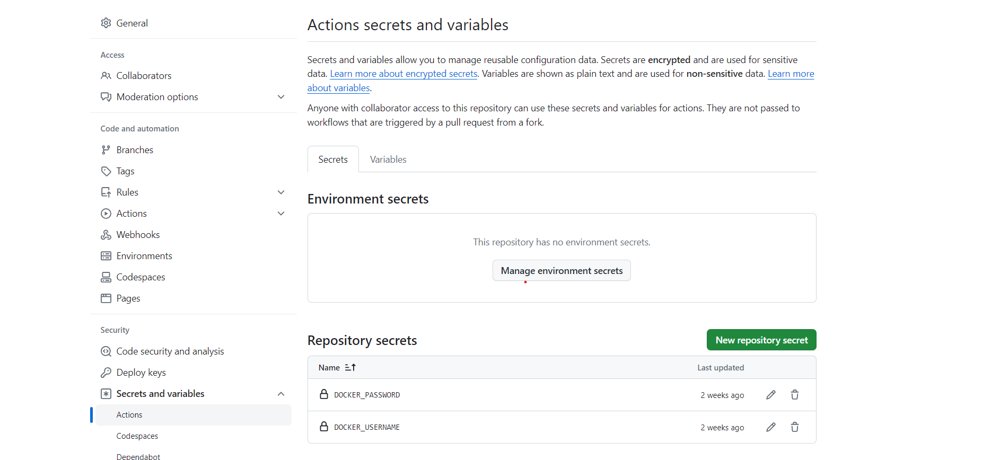 General
Access
Collaborators
Moderation options
Code and automation
Branches
Tags
Rules
Actions
Webhooks
Environments
Codespaces
Pages
Security
Code security and analysis
Deploy keys
Secrets and variables
Actions
Codespaces
Dependabot
Actions secrets and variables
Secrets and variables allow you to manage reusable configuration data. Secrets are encrypted and are used for sensitive
data. Learn more about encrypted secrets. Variables are shown as plain text and are used for non-sensitive data. Learn more
about variables.
Anyone with collaborator access to this repository can use these secrets and variables for actions. They are not passed to
workflows that are triggered by a pull request from a fork.
Secrets Variables
Environment secrets
This repository has no environment secrets.
Manage environment secrets
Repository secrets New repository secret
Name Last updated
DOCKER_PASSWORD 2 weeks ago
DOCKER_USERNAME 2 weeks ago